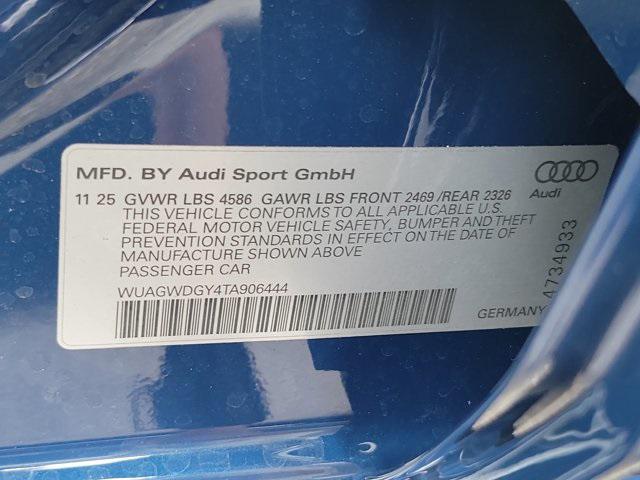 MFD. BY Audi Sport GmbH
11 25 GVWR LBS 4586 GAWR LBS FRONT 2469 /REAR 2326
THIS VEHICLE CONFORMS TO ALL APPLICABLE U.S.
FEDERAL MOTOR VEHICLE SAFETY, BUMPER AND THEFT
PREVENTION STANDARDS IN EFFECT ON THE DATE OF
MANUFACTURE SHOWN ABOVE
PASSENGER CAR
WUAGWDGY4TA906444
Audi
4734933
GERMANY